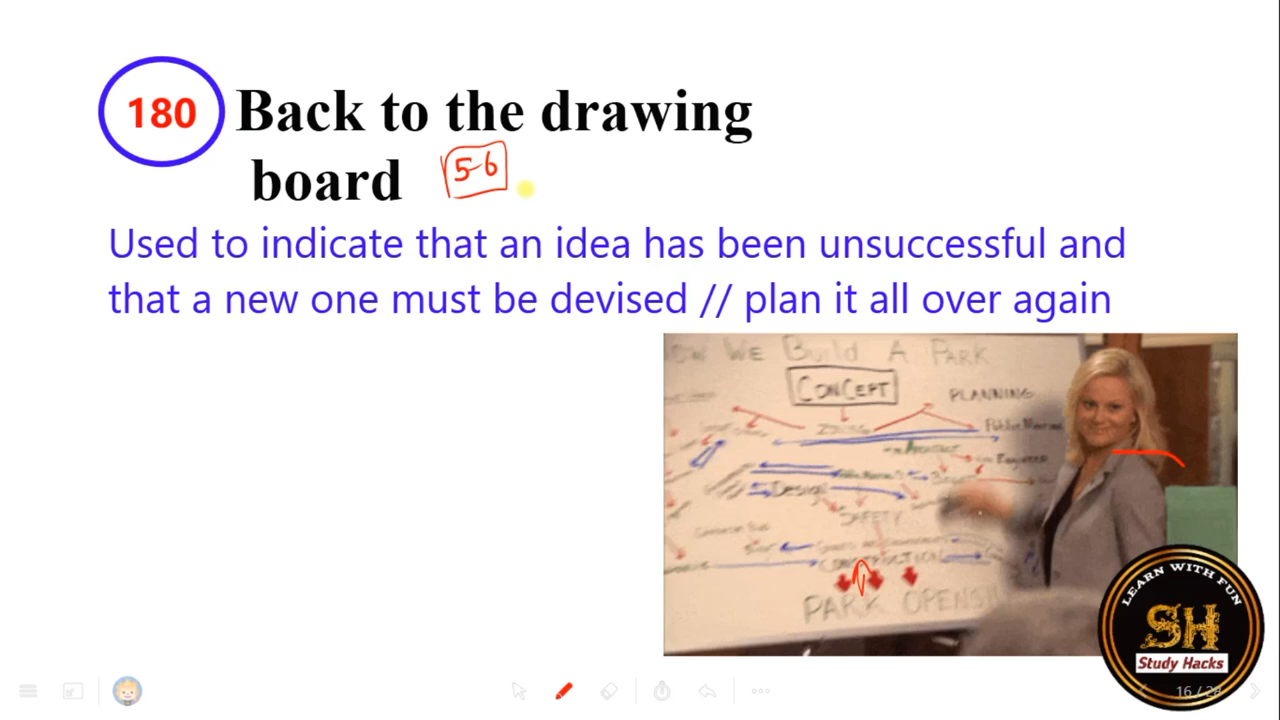 180
Back to the drawing
board
5-6
Used to indicate that an idea has been unsuccessful and
that a new one must be devised // plan it all over again
WE BUILD A PARK
CONCEPT
PLANNING
DESIGN
SAFETY
CONSTRUCTION
PARK OPENS
LEARN WITH FUN
SH
Study Hacks